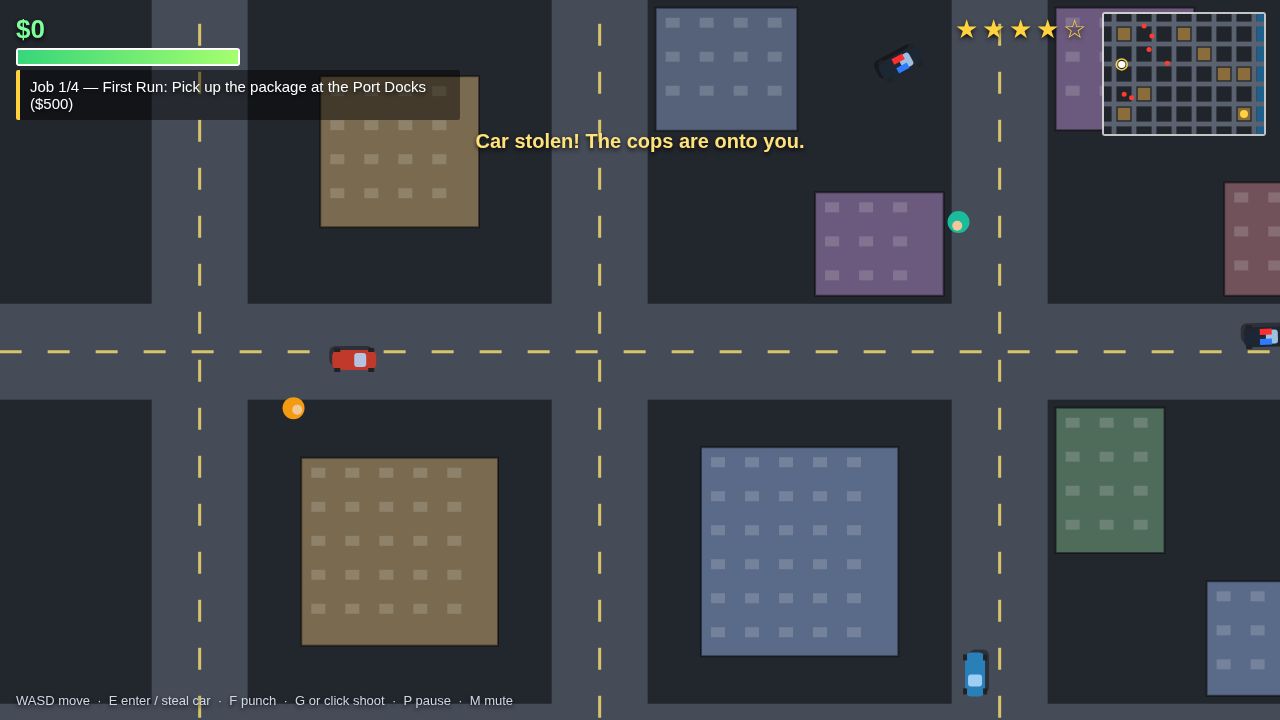 $0
★ ★ ★ ★ ☆
Job 1/4 — First Run: Pick up the package at the Port Docks
($500)
Car stolen! The cops are onto you.
WASD move · E enter / steal car · F punch · G or click shoot · P pause · M mute